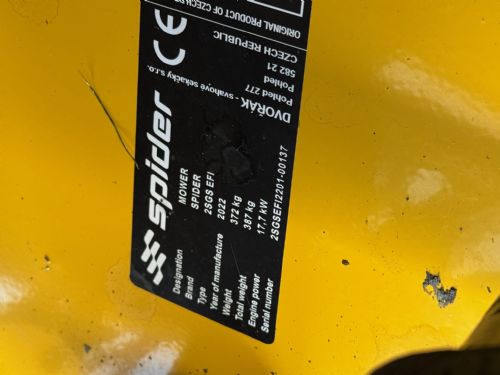 spider
CE
Designation MOWER
Brand SPIDER
Type 2SGS EFI
Year of manufacture 2022
Weight 372 kg
Total weight 387 kg
Engine power 17,7 kW
Serial number 2SGSEFI2201-00137
DVOŘÁK - svahové sekačky s.r.o.
Pohled 277
Pohled
582 21
CZECH REPUBLIC
ORIGINAL PRODUCT OF CZECH